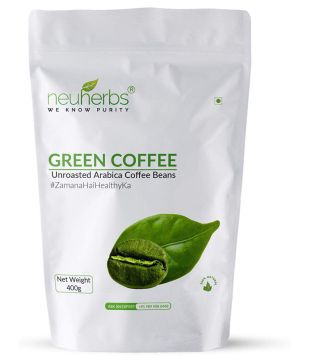 neuherbs®
WE KNOW PURITY
GREEN COFFEE
Unroasted Arabica Coffee Beans
#ZamanaHaiHealthyKa
Net Weight
400g